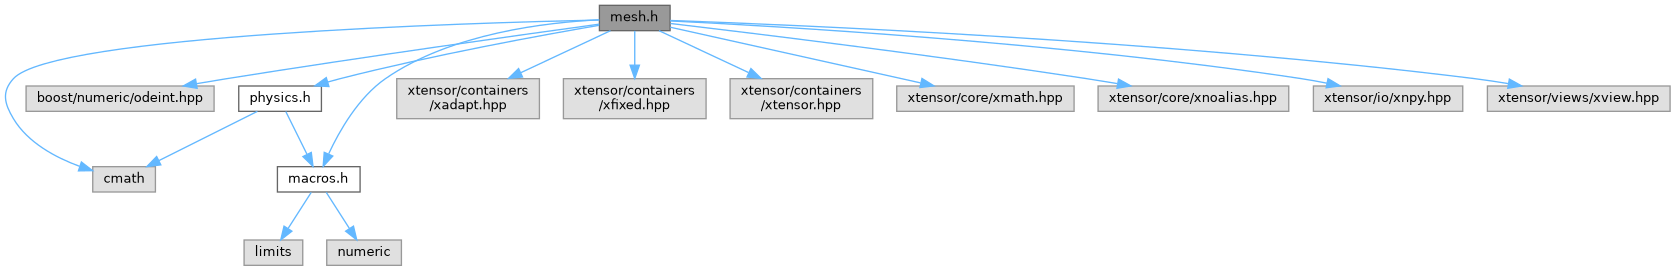 mesh.h
boost/numeric/odeint.hpp
physics.h
xtensor/containers
/xadapt.hpp
xtensor/containers
/xfixed.hpp
xtensor/containers
/xtensor.hpp
xtensor/core/xmath.hpp
xtensor/core/xnoalias.hpp
xtensor/io/xnpy.hpp
xtensor/views/xview.hpp
cmath
macros.h
limits
numeric